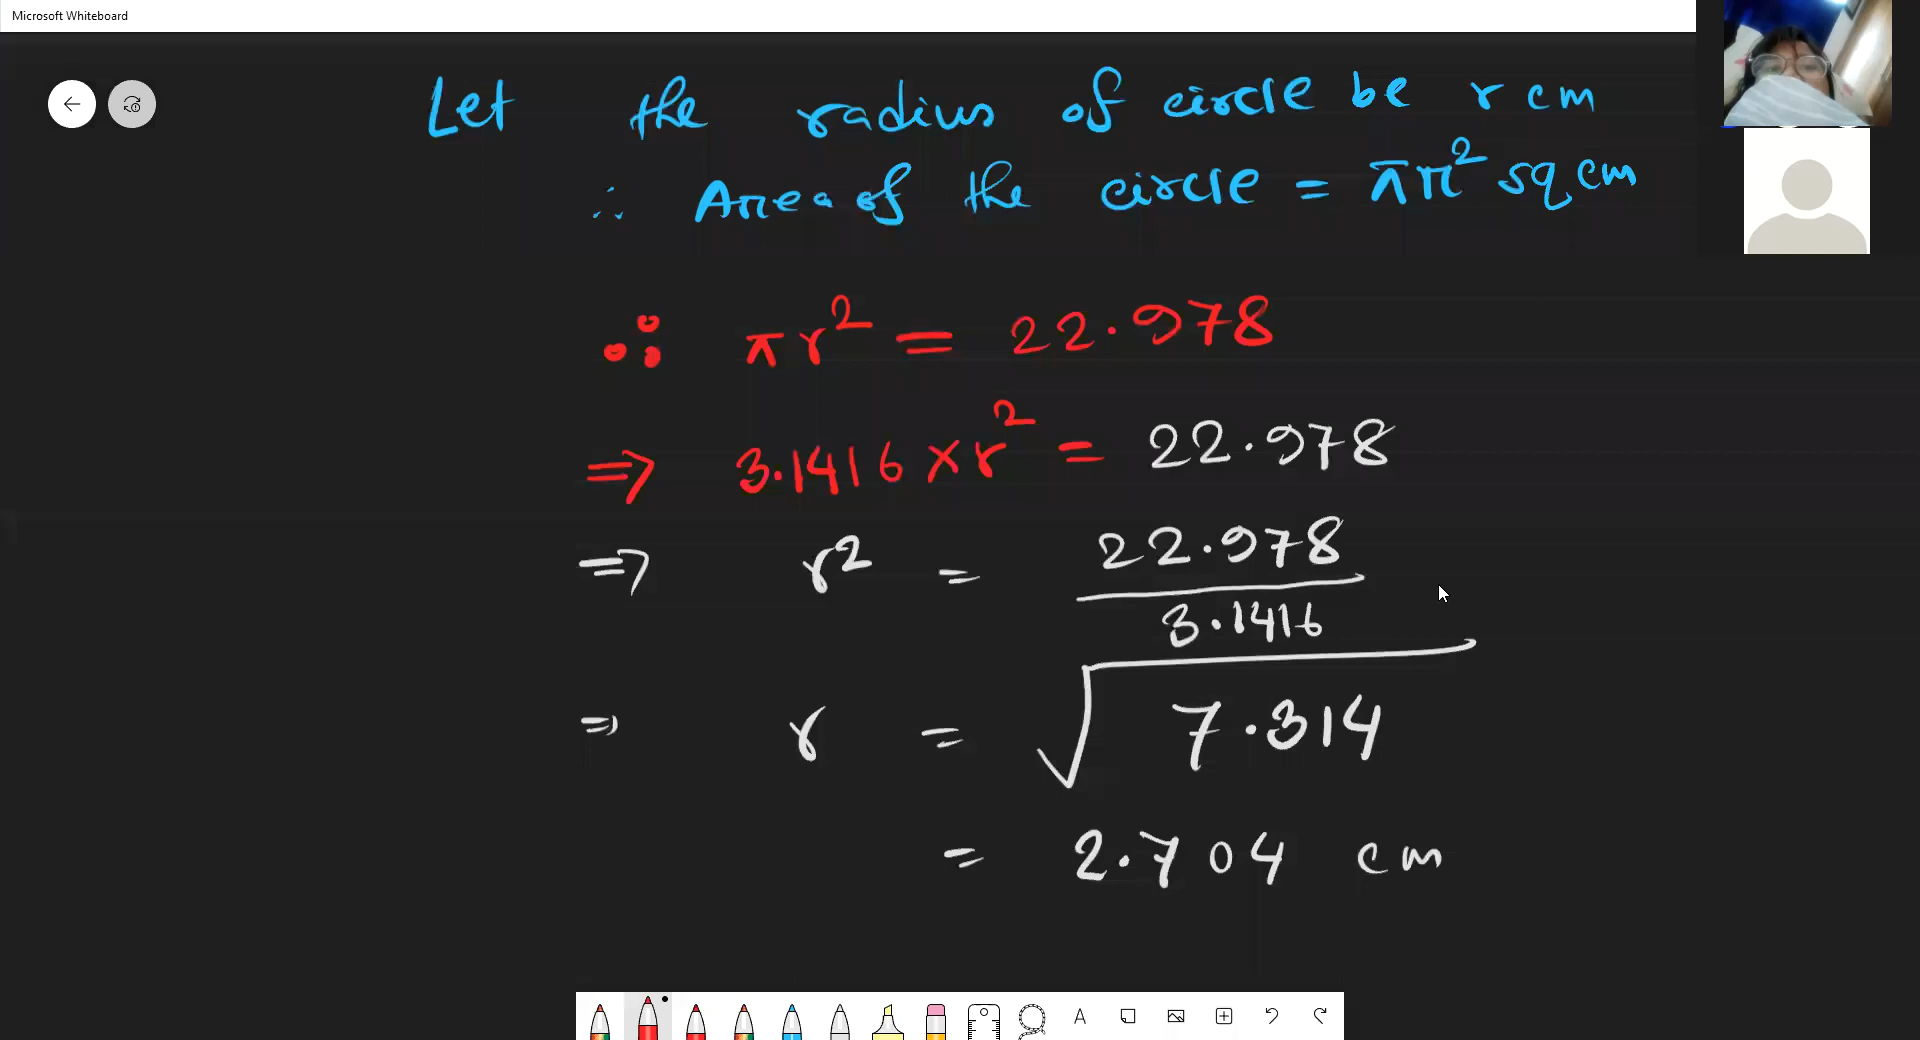 Microsoft Whiteboard
Let the radius of circle be r cm
∴ Area of the circle = πr² sq cm
∴ πr² = 22.978
⇒ 3.1416 × r² = 22.978
⇒ r² = 22.978 / 3.1416
⇒ r = √7.314
= 2.704 cm
A